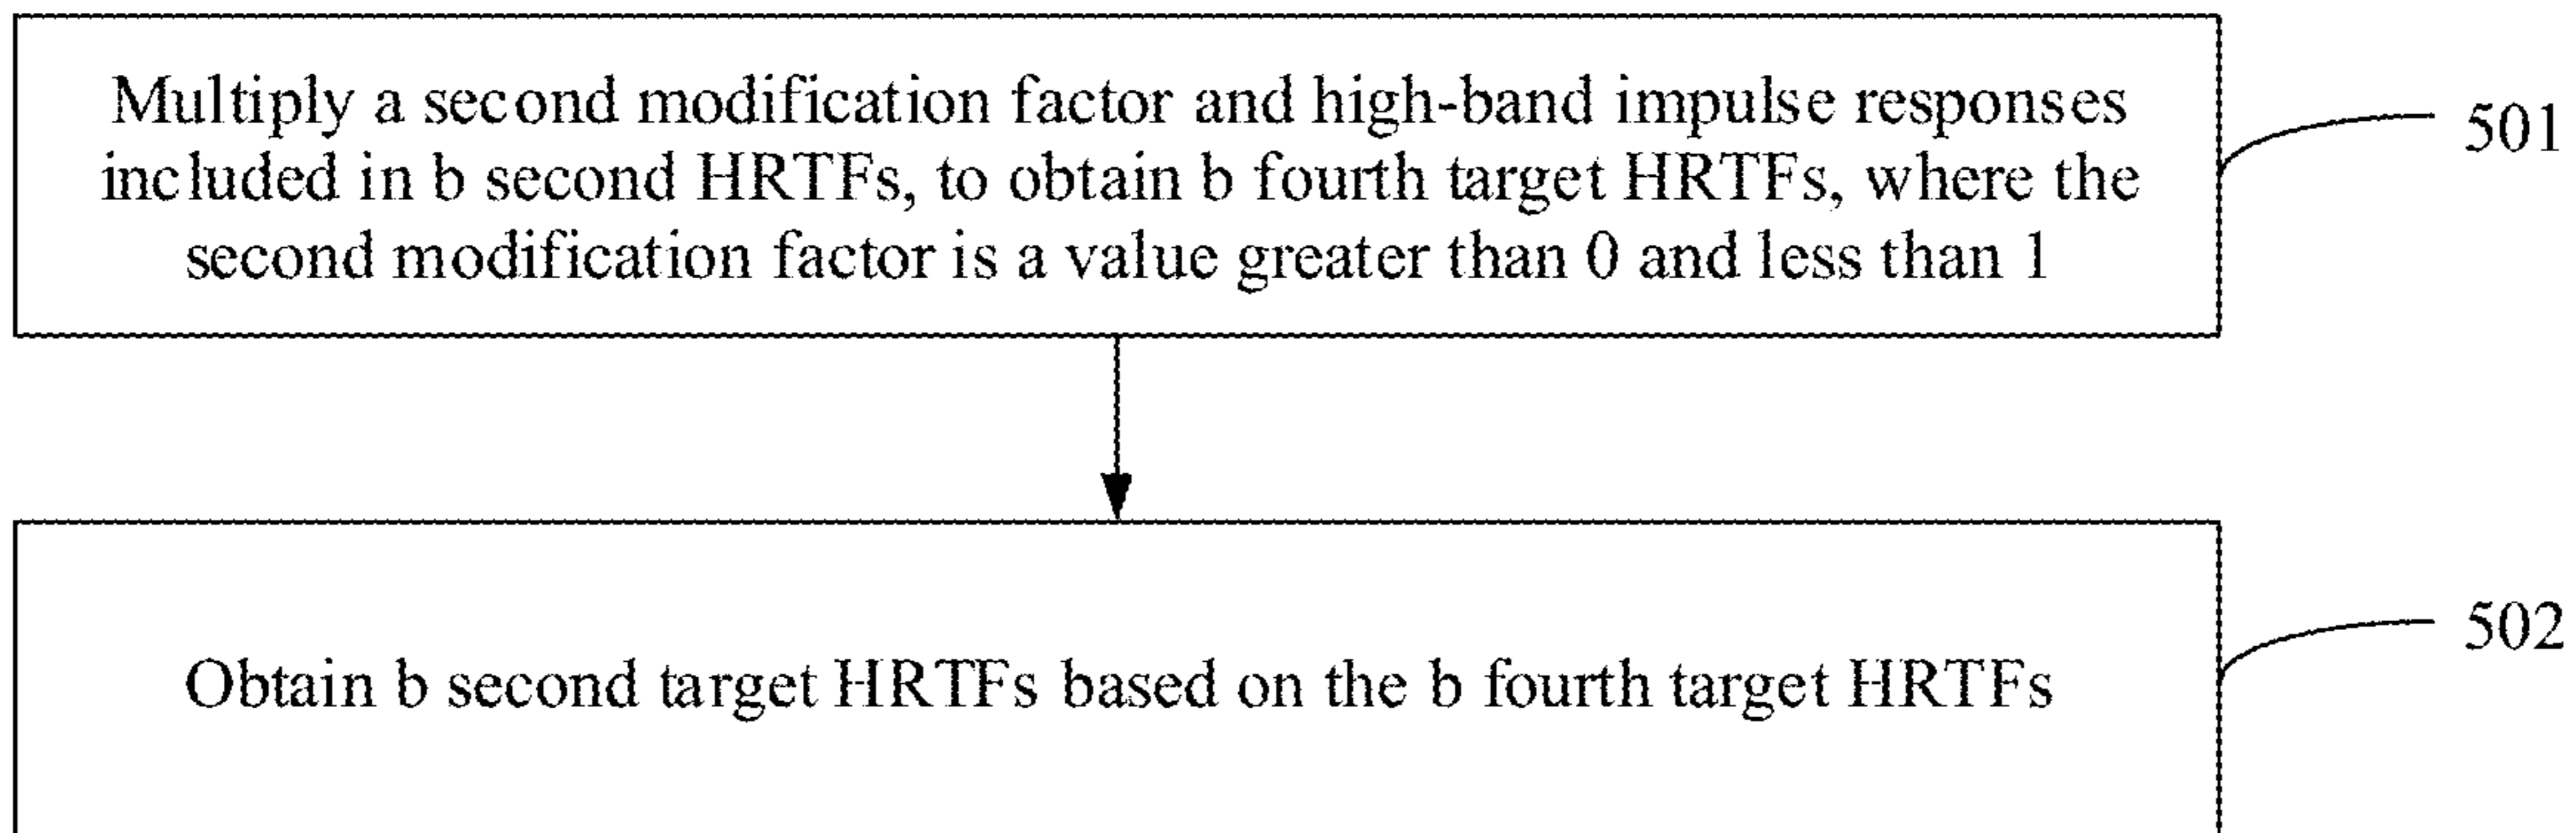 Multiply a second modification factor and high-band impulse responses
included in b second HRTFs, to obtain b fourth target HRTFs, where the
second modification factor is a value greater than 0 and less than 1
501
Obtain b second target HRTFs based on the b fourth target HRTFs
502